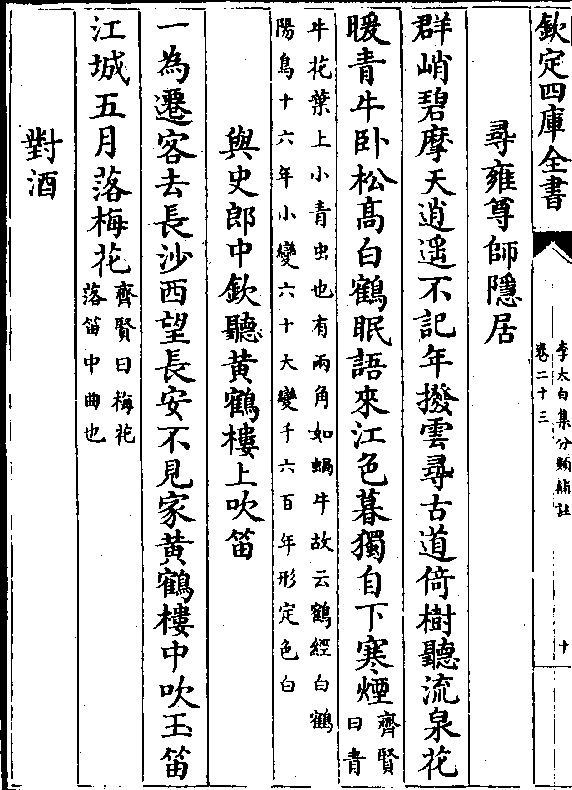 欽定四庫全書
李太白集分類補註
卷二十三
十
尋雍尊師隱居
群峭碧摩天逍遥不記年撥雲尋古道倚樹聽流泉花
暖青牛卧松髙白鶴眠語來江色暮獨自下寒煙
齊賢
曰青
牛花葉上小青虫也有兩角如蝸牛故云鶴經白鶴
陽鳥十六年小變六十大變千六百年形定色白
與史郎中欽聽黄鶴樓上吹笛
一為遷客去長沙西望長安不見家黄鶴樓中吹玉笛
江城五月落梅花
齊賢曰梅花
落笛中曲也
對酒